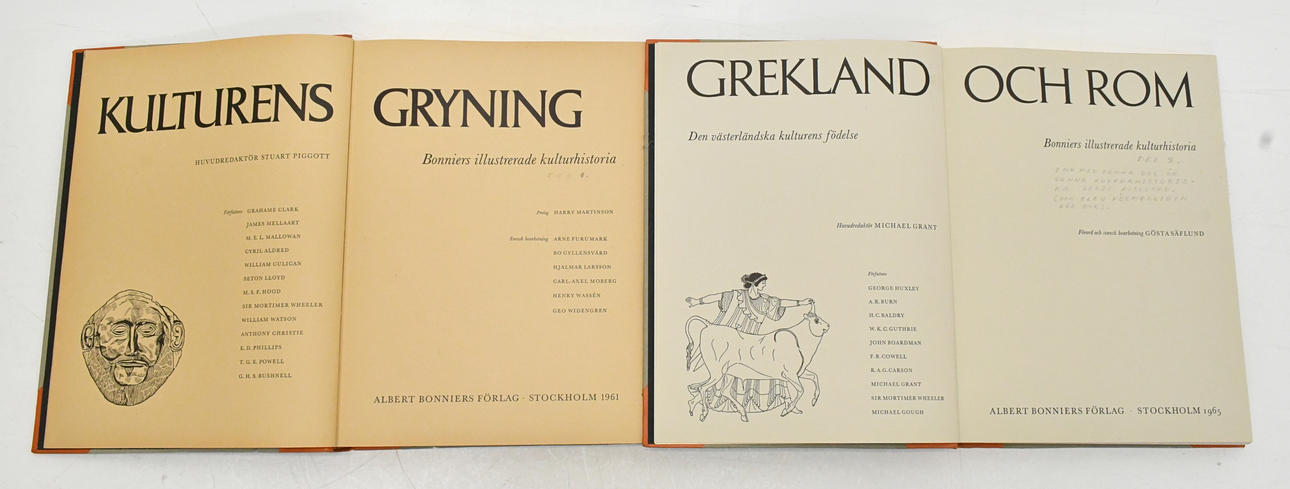 KULTURENS GRYNING
HUVUDREDAKTÖR STUART PIGGOTT
Bonniers illustrerade kulturhistoria
Författare GRAHAME CLARK
JAMES MELLAART
M. E. L. MALLOWAN
CYRIL ALDRED
WILLIAM CULICAN
SETON LLOYD
M. S. F. HOOD
SIR MORTIMER WHEELER
WILLIAM WATSON
ANTHONY CHRISTIE
E. D. PHILLIPS
T. G. E. POWELL
G. H. S. BUSHNELL
Prolog HARRY MARTINSON
Svensk bearbetning ARNE FURUMARK
BO GYLLENSVÄRD
HJALMAR LARSSON
CARL-AXEL MOBERG
HENRY WASSÉN
GEO WIDENGREN
ALBERT BONNIERS FÖRLAG · STOCKHOLM 1961
GREKLAND OCH ROM
Den västerländska kulturens födelse
Bonniers illustrerade kulturhistoria
DEL
Huvudredaktör MICHAEL GRANT
Författare
GEORGE HUXLEY
A. R. BURN
H. C. BALDRY
W. K. C. GUTHRIE
JOHN BOARDMAN
F. R. COWELL
R. A. G. CARSON
MICHAEL GRANT
SIR MORTIMER WHEELER
MICHAEL GOUGH
Förord och svensk bearbetning GÖSTA SÄFLUND
ALBERT BONNIERS FÖRLAG · STOCKHOLM 1965